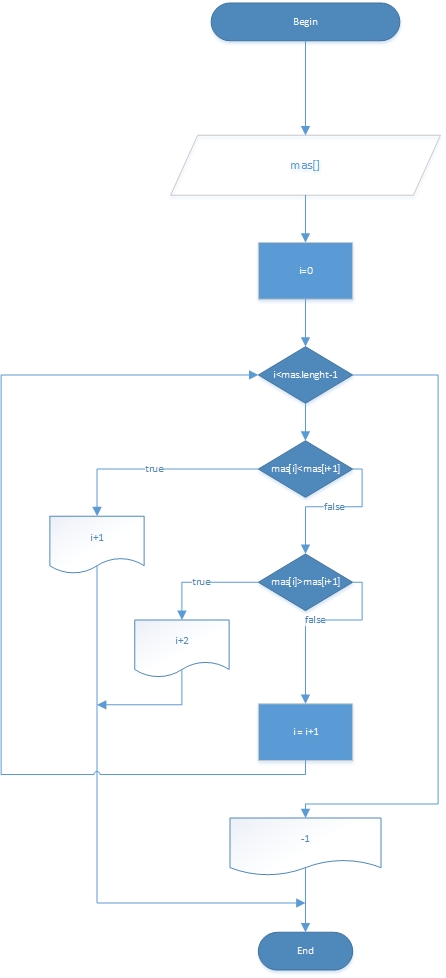 Begin
mas[]
i=0
i<mas.lenght-1
mas[i]<mas[i+1]
true
false
i+1
mas[i]>mas[i+1]
true
false
i+2
i = i+1
-1
End